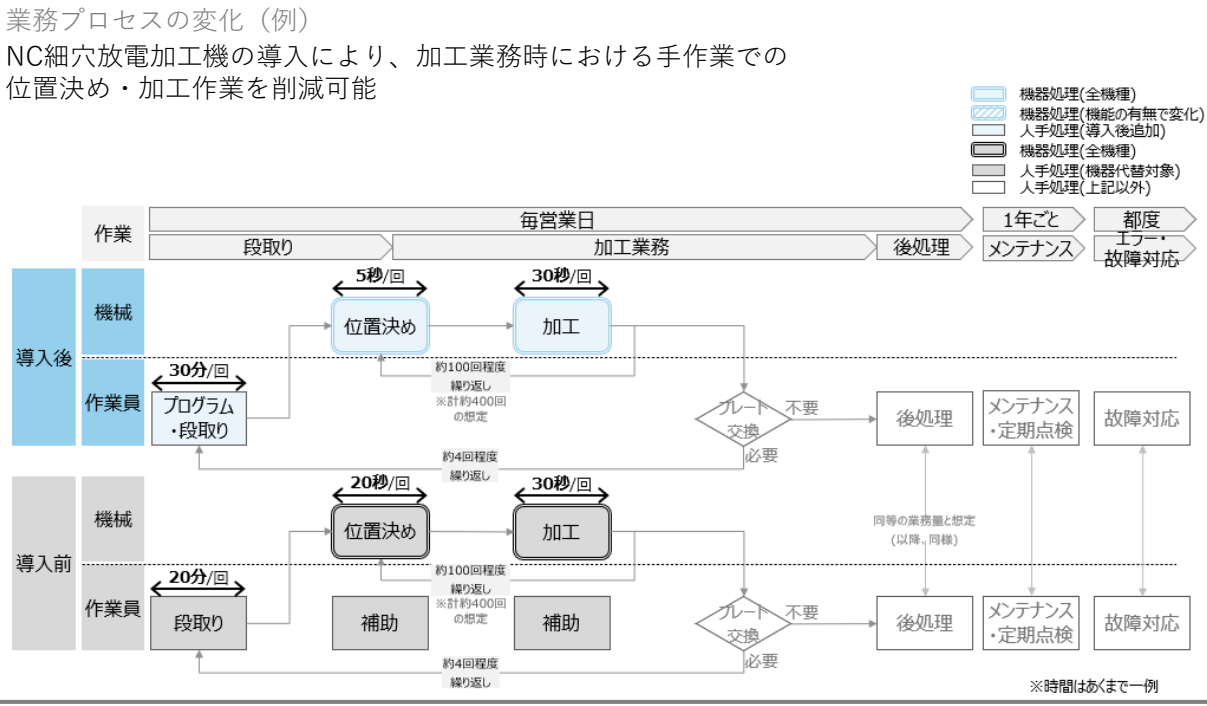 業務プロセスの変化（例）
NC細穴放電加工機の導入により、加工業務時における手作業での
位置決め・加工作業を削減可能
機器処理(全機種)
機器処理(機能の有無で変化)
人手処理(導入後追加)
機器処理(全機種)
人手処理(機器代替対象)
人手処理(上記以外)
作業
毎営業日
1年ごと
都度
段取り
加工業務
後処理
メンテナンス
エラー・
故障対応
導入後
機械
5秒/回
30秒/回
位置決め
加工
約100回程度
繰り返し
※計約400回
の想定
作業員
30分/回
プログラム
・段取り
プレート
交換
不要
必要
後処理
メンテナンス
・定期点検
故障対応
約4回程度
繰り返し
導入前
機械
20秒/回
30秒/回
位置決め
加工
同等の業務量と想定
(以降、同様)
約100回程度
繰り返し
※計約400回
の想定
作業員
20分/回
段取り
補助
補助
プレート
交換
不要
必要
後処理
メンテナンス
・定期点検
故障対応
約4回程度
繰り返し
※時間はあくまで一例